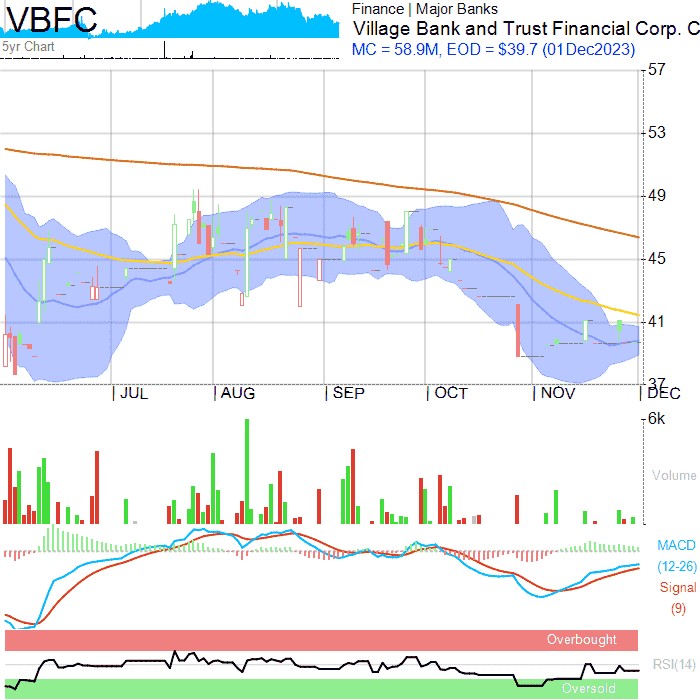 VBFC
5yr Chart
Finance | Major Banks
Village Bank and Trust Financial Corp. C
MC = 58.9M, EOD = $39.7 (01Dec2023)
57
53
49
45
41
37
JUL AUG SEP OCT NOV DEC
6k
Volume
MACD
(12-26)
Signal
(9)
Overbought
RSI(14)
Oversold